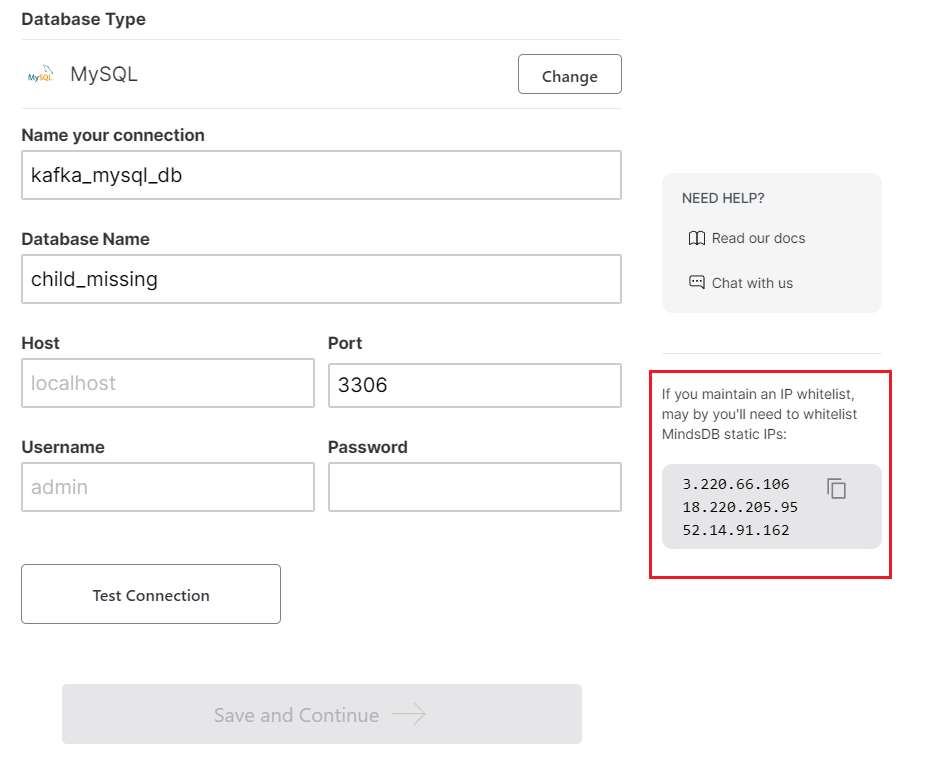 Database Type
MySQL MySQL
Change
Name your connection
kafka_mysql_db
Database Name
child_missing
Host
Port
localhost
3306
Username
Password
admin
Test Connection
Save and Continue
NEED HELP?
Read our docs
Chat with us
If you maintain an IP whitelist,
may by you'll need to whitelist
MindsDB static IPs:
3.220.66.106
18.220.205.95
52.14.91.162